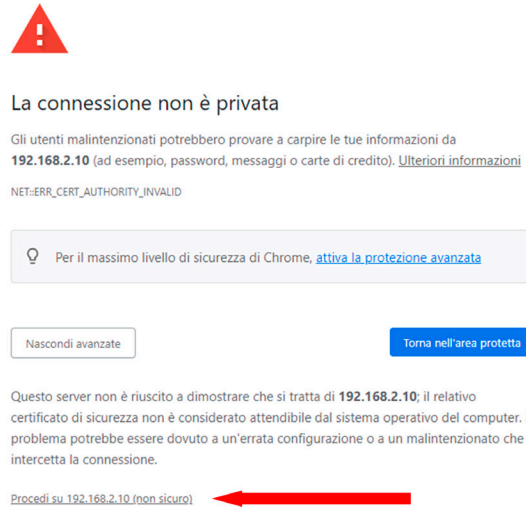 La connessione non è privata
Gli utenti malintenzionati potrebbero provare a carpire le tue informazioni da
192.168.2.10 (ad esempio, password, messaggi o carte di credito). Ulteriori informazioni
NET::ERR_CERT_AUTHORITY_INVALID
Per il massimo livello di sicurezza di Chrome, attiva la protezione avanzata
Nascondi avanzate
Torna nell'area protetta
Questo server non è riuscito a dimostrare che si tratta di 192.168.2.10; il relativo
certificato di sicurezza non è considerato attendibile dal sistema operativo del computer.
problema potrebbe essere dovuto a un'errata configurazione o a un malintenzionato che
intercetta la connessione.
Procedi su 192.168.2.10 (non sicuro)